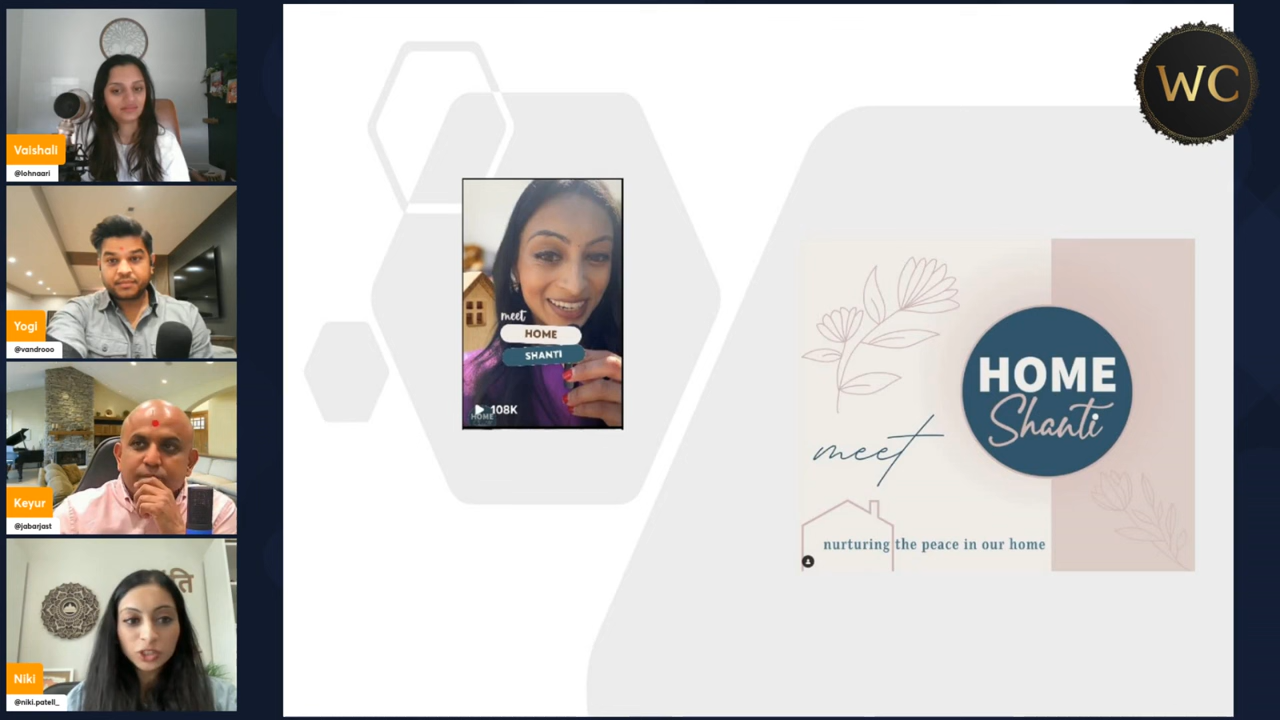 Vaishali
@lohnaari
Yogi
@vandrooo
Keyur
@jabarjast
Niki
@niki.patell_
ति
meet
HOME
SHANTI
108K
HOME
WC
HOME
Shanti
meet
nurturing the peace in our home